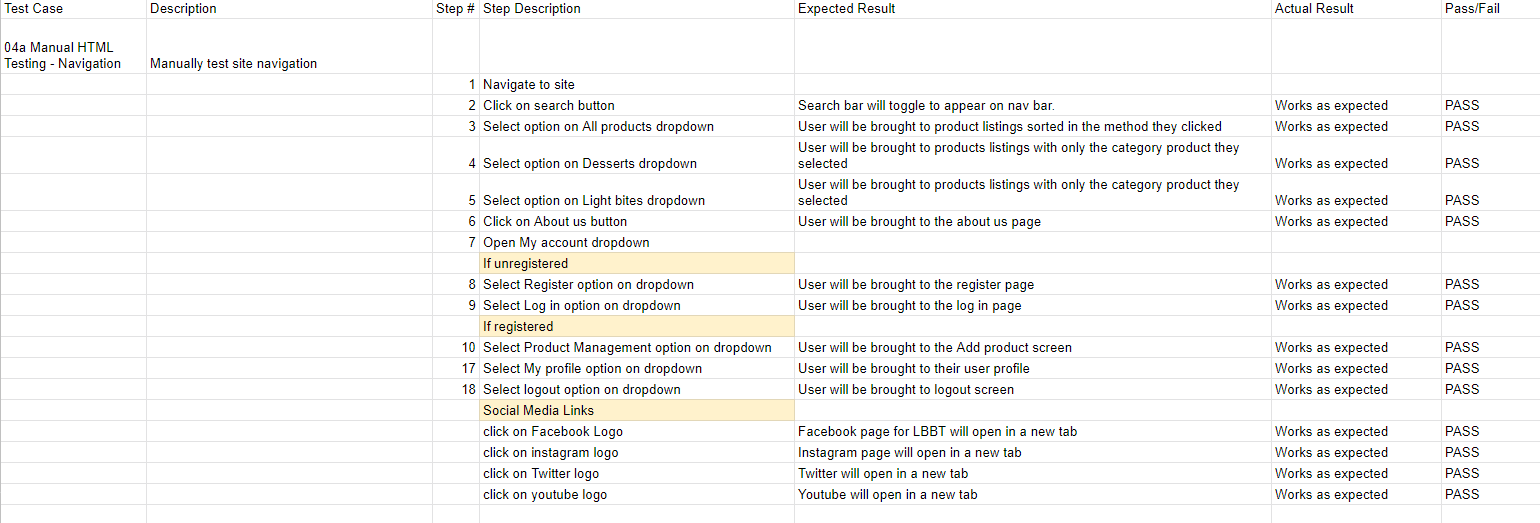 Test Case Description Step # Step Description Expected Result Actual Result Pass/Fail
04a Manual HTML
Testing - Navigation Manually test site navigation
1 Navigate to site
2 Click on search button Search bar will toggle to appear on nav bar. Works as expected PASS
3 Select option on All products dropdown User will be brought to product listings sorted in the method they clicked Works as expected PASS
User will be brought to products listings with only the category product they
4 Select option on Desserts dropdown selected Works as expected PASS
User will be brought to products listings with only the category product they
5 Select option on Light bites dropdown selected Works as expected PASS
6 Click on About us button User will be brought to the about us page Works as expected PASS
7 Open My account dropdown
If unregistered
8 Select Register option on dropdown User will be brought to the register page Works as expected PASS
9 Select Log in option on dropdown User will be brought to the log in page Works as expected PASS
If registered
10 Select Product Management option on dropdown User will be brought to the Add product screen Works as expected PASS
17 Select My profile option on dropdown User will be brought to their user profile Works as expected PASS
18 Select logout option on dropdown User will be brought to logout screen Works as expected PASS
Social Media Links
click on Facebook Logo Facebook page for LBBT will open in a new tab Works as expected PASS
click on instagram logo Instagram page will open in a new tab Works as expected PASS
click on Twitter logo Twitter will open in a new tab Works as expected PASS
click on youtube logo Youtube will open in a new tab Works as expected PASS